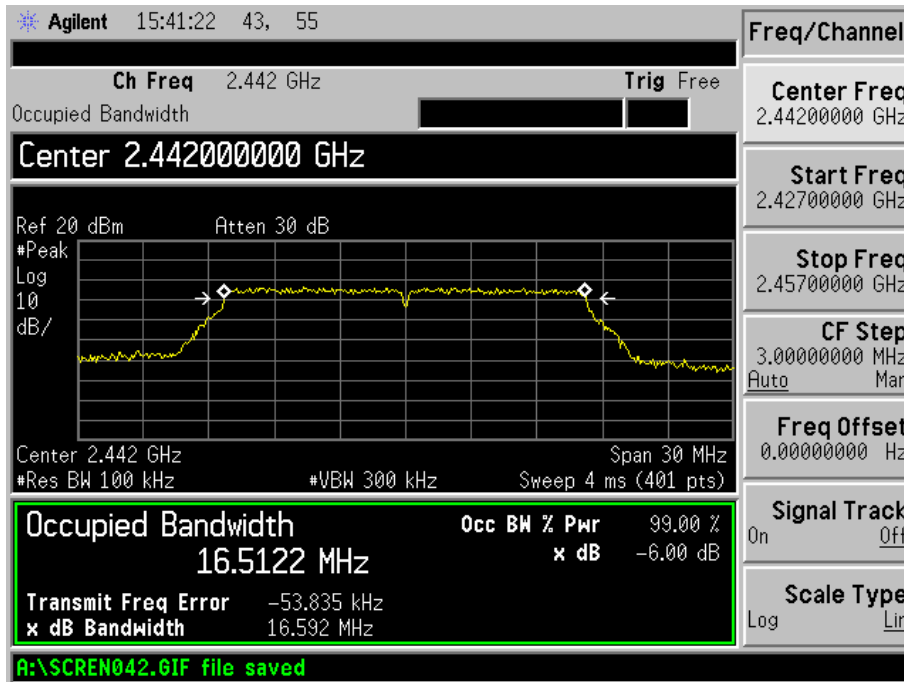 Agilent 15:41:22 43, 55
Ch Freq 2.442 GHz Trig Free
Occupied Bandwidth
Center 2.442000000 GHz
Ref 20 dBm Atten 30 dB
#Peak
Log
10
dB/
Center 2.442 GHz Span 30 MHz
#Res BW 100 kHz #VBW 300 kHz Sweep 4 ms (401 pts)
Occupied Bandwidth
16.5122 MHz
Occ BW % Pwr 99.00 %
x dB -6.00 dB
Transmit Freq Error -53.835 kHz
x dB Bandwidth 16.592 MHz
A:\SCREN042.GIF file saved
Freq/Channel
Center Freq
2.44200000 GHz
Start Freq
2.42700000 GHz
Stop Freq
2.45700000 GHz
CF Step
3.00000000 MHz
Auto Man
Freq Offset
0.00000000 Hz
Signal Track
On Off
Scale Type
Log Lin